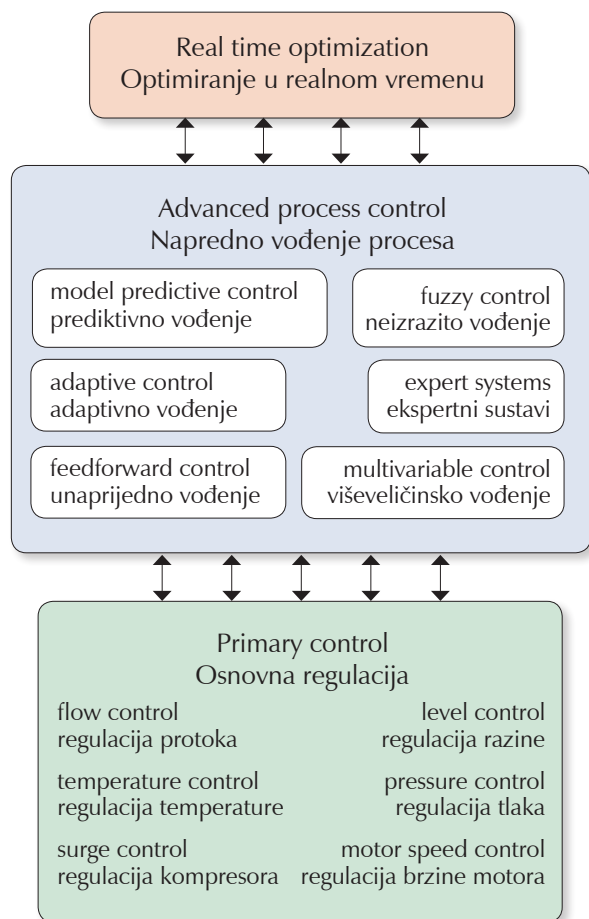 Real time optimization
Optimiranje u realnom vremenu
Advanced process control
Napredno vođenje procesa
model predictive control
prediktivno vođenje
fuzzy control
neizrazito vođenje
adaptive control
adaptivno vođenje
expert systems
ekspertni sustavi
feedforward control
unaprijedno vođenje
multivariable control
viševeličinsko vođenje
Primary control
Osnovna regulacija
flow control
regulacija protoka
level control
regulacija razine
temperature control
regulacija temperature
pressure control
regulacija tlaka
surge control
regulacija kompresora
motor speed control
regulacija brzine motora